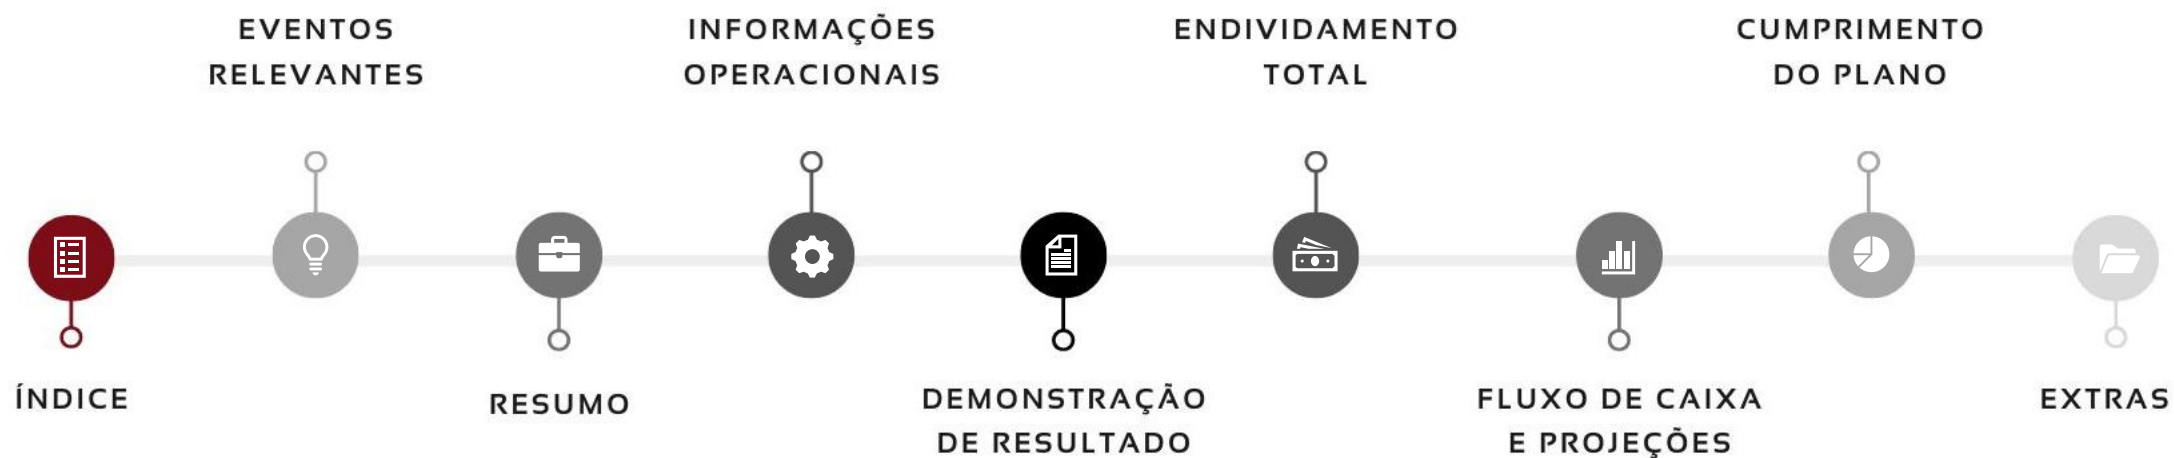 ÍNDICE
EVENTOS
RELEVANTES
RESUMO
INFORMAÇÕES
OPERACIONAIS
DEMONSTRAÇÃO
DE RESULTADO
ENDIVIDAMENTO
TOTAL
FLUXO DE CAIXA
E PROJEÇÕES
CUMPRIMENTO
DO PLANO
EXTRAS